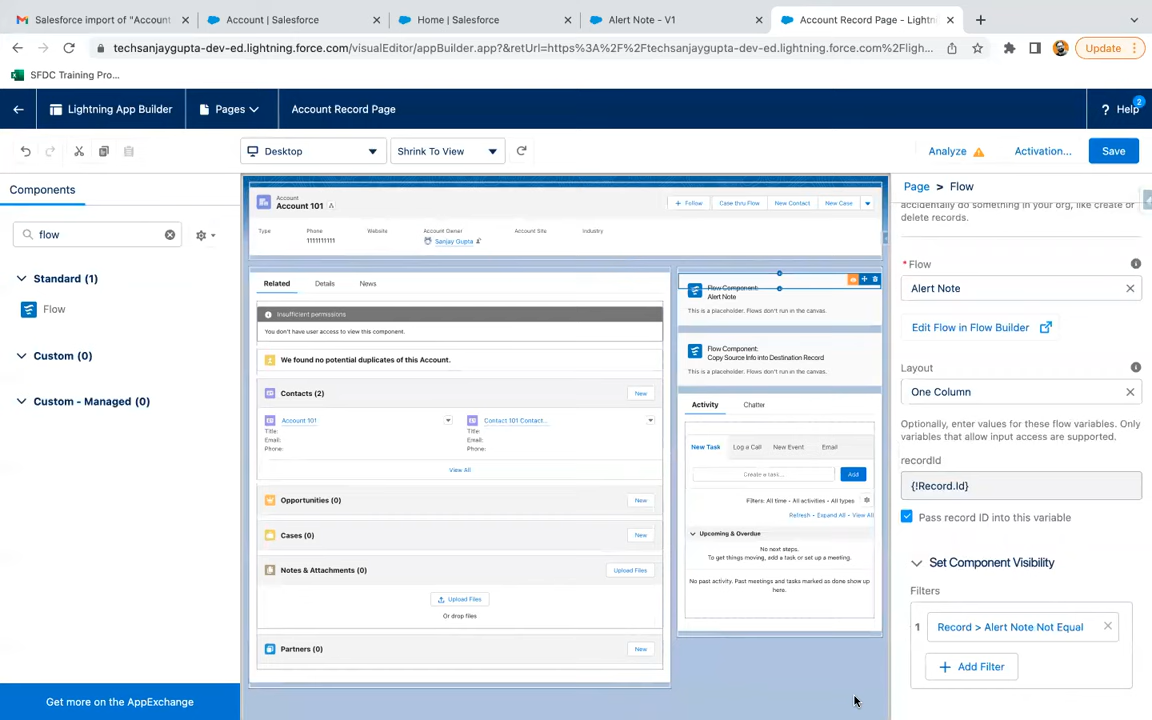 Salesforce import of "Account
Account | Salesforce
Home | Salesforce
Alert Note - V1
Account Record Page - Lightni
techsanjaygupta-dev-ed.lightning.force.com/visualEditor/appBuilder.app?&retUrl=https%3A%2F%2Ftechsanjaygupta-dev-ed.lightning.force.com%2Fligh...
Update
SFDC Training Pro...
Lightning App Builder
Pages
Account Record Page
? Help
2
Desktop
Shrink To View
Analyze
Activation...
Save
Components
flow
Standard (1)
Flow
Custom (0)
Custom - Managed (0)
Get more on the AppExchange
Account
Account 101
+ Follow
Case thru Flow
New Contact
New Case
Type
Phone
Website
Account Owner
Account Site
Industry
1111111111
Sanjay Gupta
Related
Details
News
Insufficient permissions
You don't have user access to view this component.
We found no potential duplicates of this Account.
Contacts (2)
New
Account 101
Contact 101 Contact...
Title:
Email:
Phone:
Title:
Email:
Phone:
View All
Opportunities (0)
New
Cases (0)
New
Notes & Attachments (0)
Upload Files
Upload Files
Or drop files
Partners (0)
New
Flow Component:
Alert Note
This is a placeholder. Flows don't run in the canvas.
Flow Component:
Copy Source Info into Destination Record
This is a placeholder. Flows don't run in the canvas.
Activity
Chatter
New Task
Log a Call
New Event
Email
Create a task...
Add
Filters: All time • All activities • All types
Refresh • Expand All • View All
Upcoming & Overdue
No next steps.
To get things moving, add a task or set up a meeting.
No past activity. Past meetings and tasks marked as done show up
here.
Page > Flow
accidentally do something in your org, like create or
delete records.
* Flow
Alert Note
Edit Flow in Flow Builder
Layout
One Column
Optionally, enter values for these flow variables. Only
variables that allow input access are supported.
recordId
{!Record.Id}
Pass record ID into this variable
Set Component Visibility
Filters
1
Record > Alert Note Not Equal
+ Add Filter